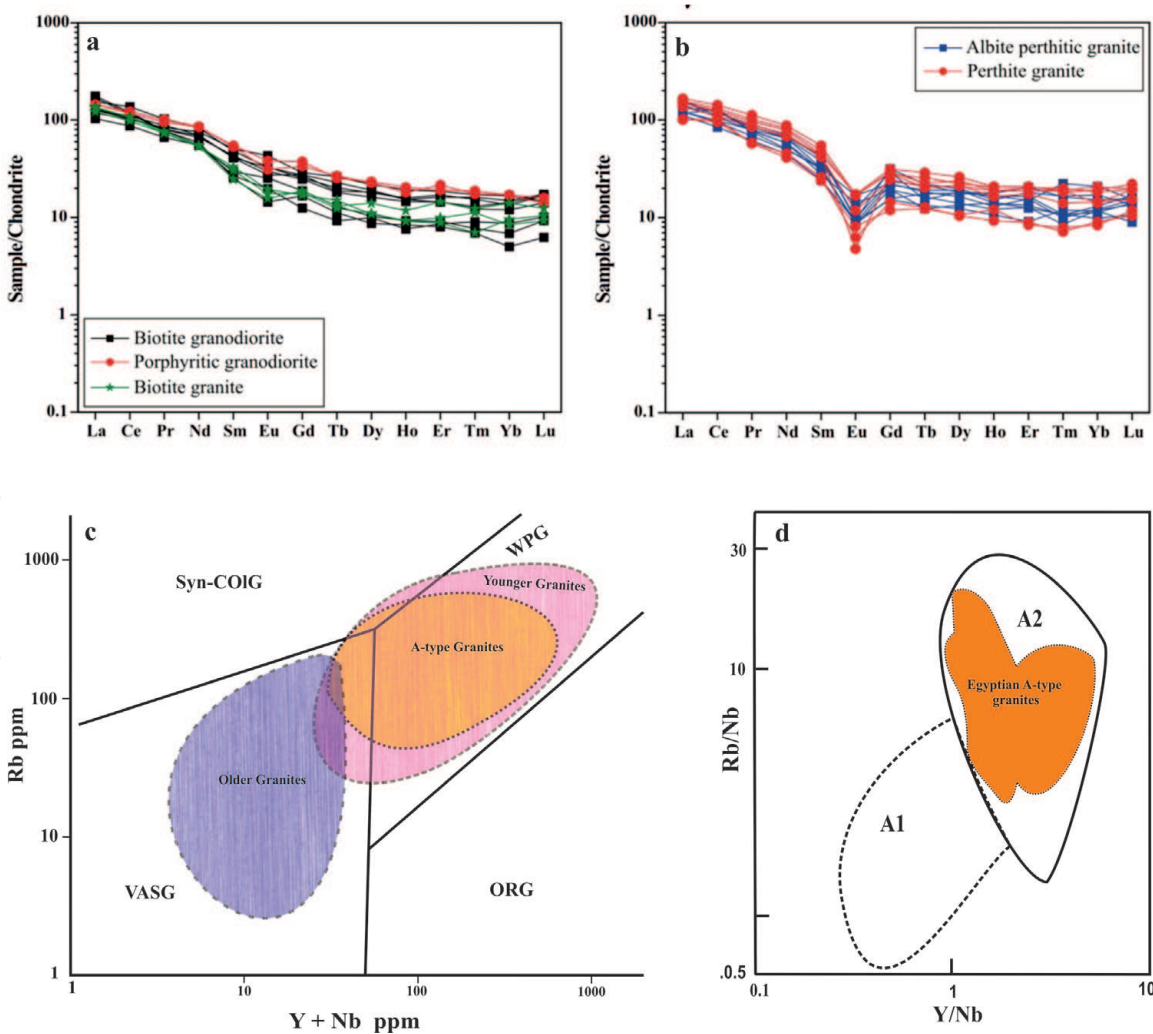 a
1000
100
10
1
0.1
Sample/Chondrite
Biotite granodiorite
Porphyritic granodiorite
Biotite granite
La Ce Pr Nd Sm Eu Gd Tb Dy Ho Er Tm Yb Lu
b
1000
100
10
1
0.1
Sample/Chondrite
Albite perthitic granite
Perthite granite
La Ce Pr Nd Sm Eu Gd Tb Dy Ho Er Tm Yb Lu
c
1000
100
10
1
Rb ppm
Syn-COlG
WPG
Younger Granites
A-type Granites
Older Granites
VASG
ORG
1 10 100 1000
Y + Nb ppm
d
30
10
.0.5
Rb/Nb
A2
Egyptian A-type
granites
A1
0.1 1 10
Y/Nb